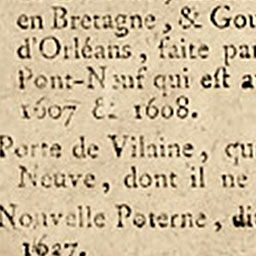 en Bretagne, & Gou
d'Orléans, faite pa
Pont-Neuf qui eſt a
1607 & 1608.
Porte de Vilaine, qu
Neuve, dont il ne
Nouvelle Poterne, di
1627.